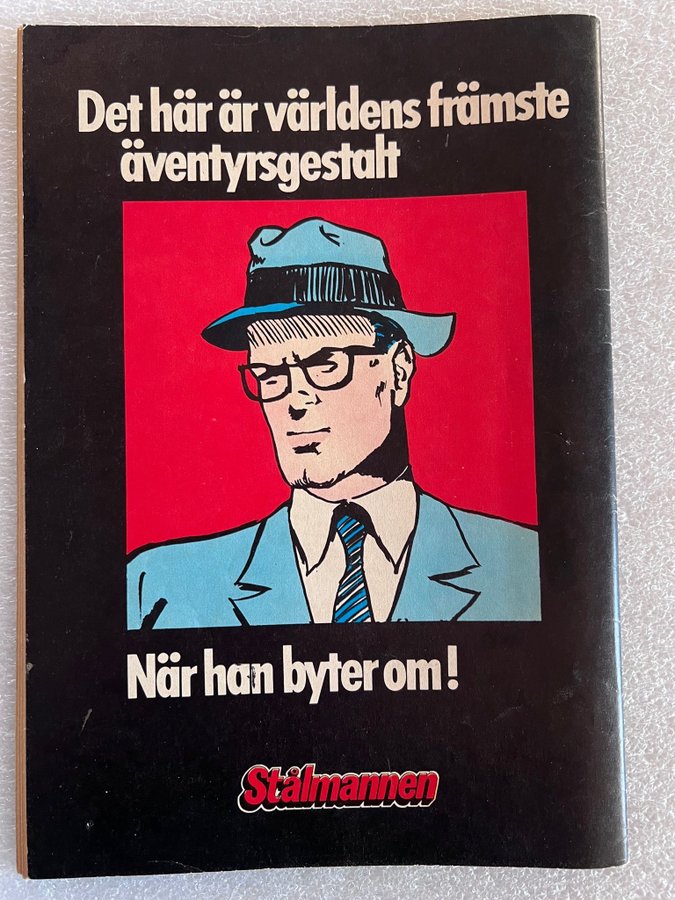 Det här är världens främste
äventyrsgestalt
När han byter om!
Stålmannen